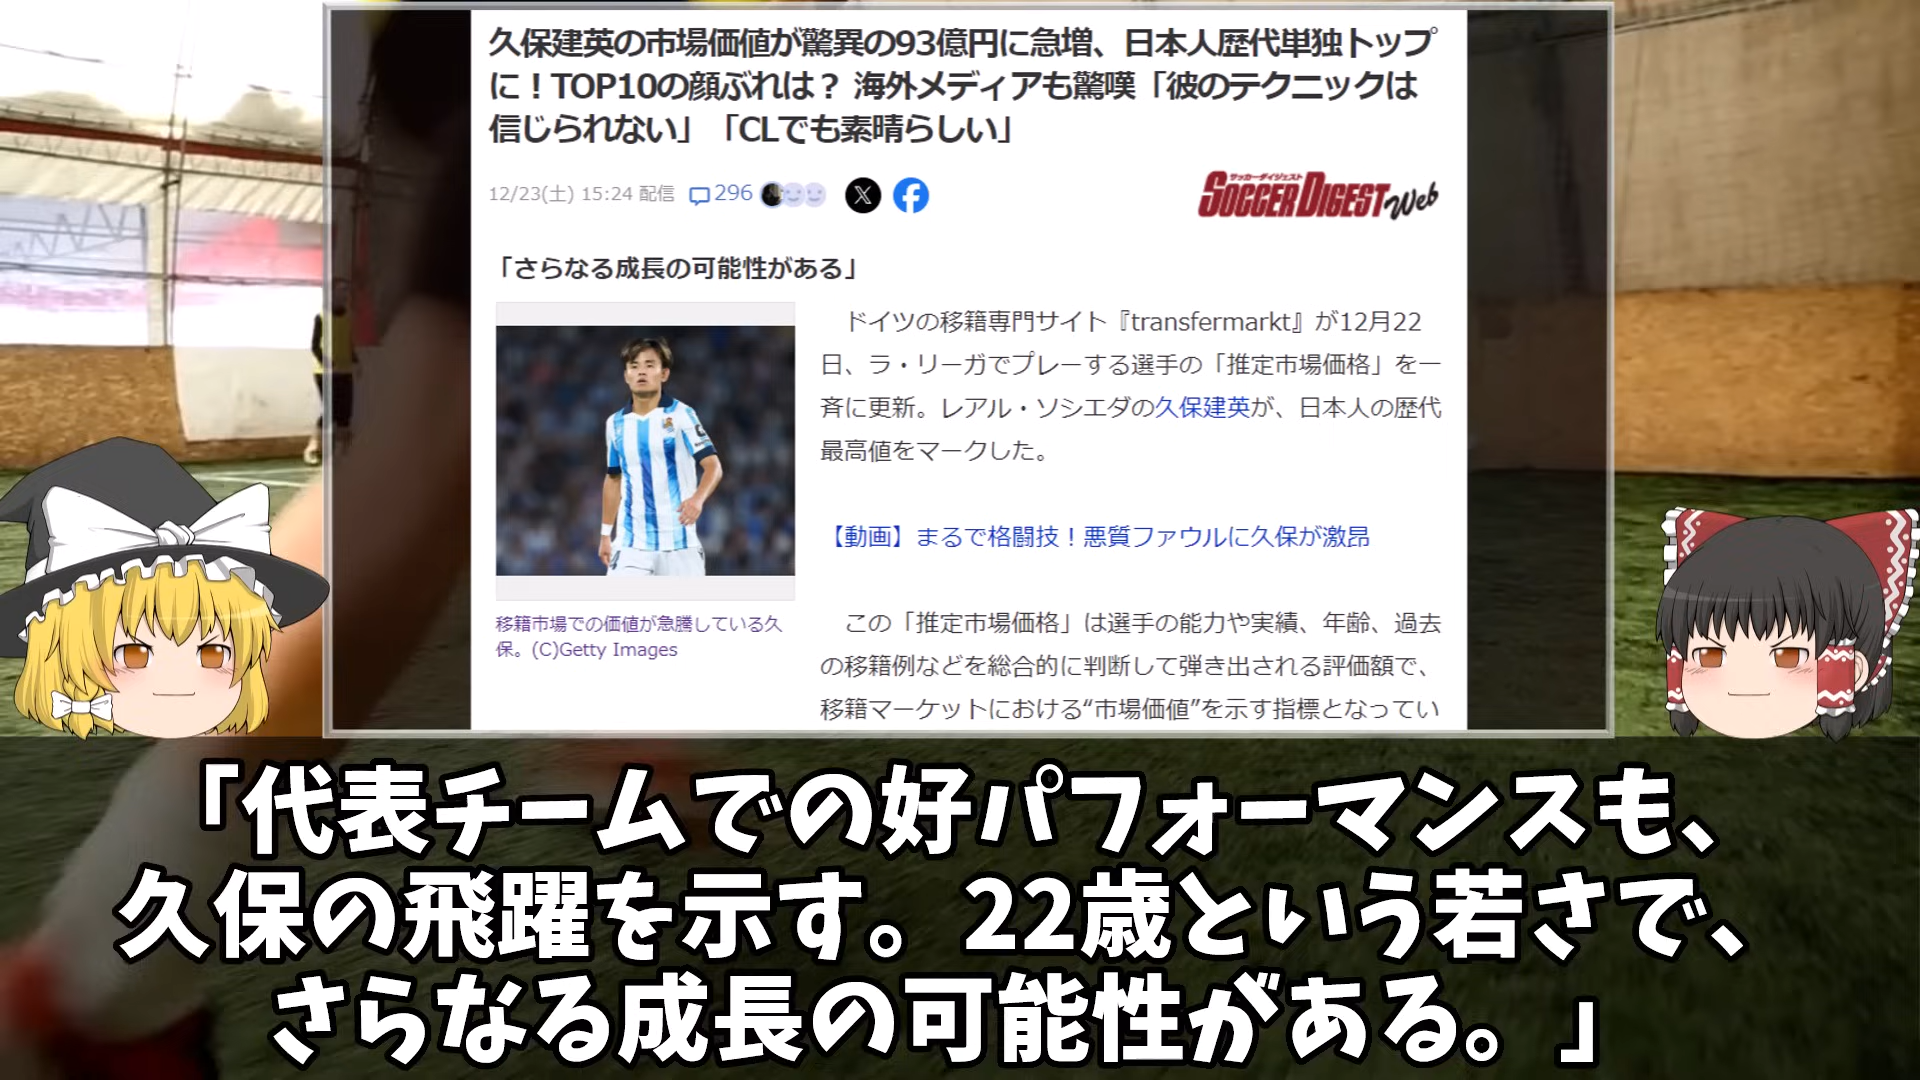 久保建英の市場価値が驚異の93億円に急増、日本人歴代単独トップ
に！TOP10の顔ぶれは？ 海外メディアも驚嘆「彼のテクニックは
信じられない」「CLでも素晴らしい」
12/23(土) 15:24 配信 296
サッカーダイジェスト
SOCCER DIGEST Web
「さらなる成長の可能性がある」
ドイツの移籍専門サイト『transfermarkt』が12月22
日、ラ・リーガでプレーする選手の「推定市場価格」を一
斉に更新。レアル・ソシエダの久保建英が、日本人の歴代
最高値をマークした。
【動画】まるで格闘技！悪質ファウルに久保が激昂
移籍市場での価値が急騰している久
保。(C)Getty Images
この「推定市場価格」は選手の能力や実績、年齢、過去
の移籍例などを総合的に判断して弾き出される評価額で、
移籍マーケットにおける“市場価値”を示す指標となってい
「代表チームでの好パフォーマンスも、
久保の飛躍を示す。22歳という若さで、
さらなる成長の可能性がある。」